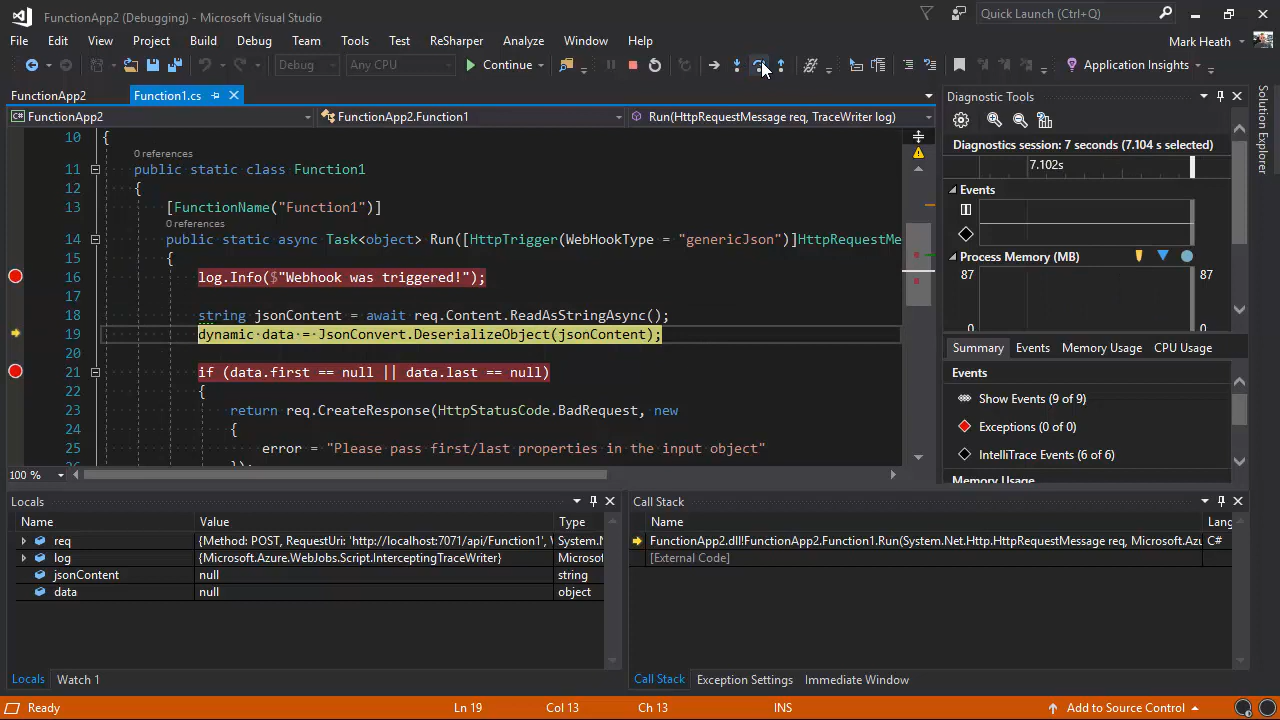 FunctionApp2 (Debugging) - Microsoft Visual Studio
Quick Launch (Ctrl+Q)
File Edit View Project Build Debug Team Tools Test ReSharper Analyze Window Help
Mark Heath
Debug Any CPU Continue Application Insights
FunctionApp2 Function1.cs
FunctionApp2 FunctionApp2.Function1 Run(HttpRequestMessage req, TraceWriter log)
10 {
0 references
11 public static class Function1
12 {
13 [FunctionName("Function1")]
0 references
14 public static async Task<object> Run([HttpTrigger(WebHookType = "genericJson")]HttpRequestMe
15 {
16 log.Info($"Webhook was triggered!");
17
18 string jsonContent = await req.Content.ReadAsStringAsync();
19 dynamic data = JsonConvert.DeserializeObject(jsonContent);
20
21 if (data.first == null || data.last == null)
22 {
23 return req.CreateResponse(HttpStatusCode.BadRequest, new
24 {
25 error = "Please pass first/last properties in the input object"
26 });
100 %
Diagnostic Tools
Diagnostics session: 7 seconds (7.104 s selected)
7.102s
Events
Process Memory (MB)
87 87
0 0
Summary Events Memory Usage CPU Usage
Events
Show Events (9 of 9)
Exceptions (0 of 0)
IntelliTrace Events (6 of 6)
Memory Usage
Solution Explorer
Locals
Name Value Type
req {Method: POST, RequestUri: 'http://localhost:7071/api/Function1', V System.N
log {Microsoft.Azure.WebJobs.Script.InterceptingTraceWriter} Microsof
jsonContent null string
data null object
Locals Watch 1
Call Stack
Name Lang
FunctionApp2.dll!FunctionApp2.Function1.Run(System.Net.Http.HttpRequestMessage req, Microsoft.Azu C#
[External Code]
Call Stack Exception Settings Immediate Window
Ready Ln 19 Col 13 Ch 13 INS Add to Source Control